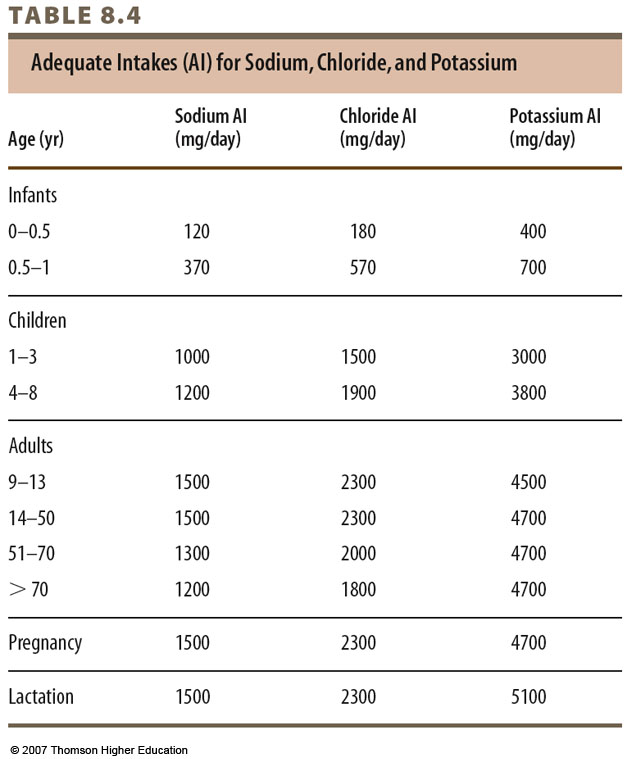 TABLE 8.4
Adequate Intakes (AI) for Sodium, Chloride, and Potassium
Age (yr) Sodium AI (mg/day) Chloride AI (mg/day) Potassium AI (mg/day)
Infants
0–0.5 120 180 400
0.5–1 370 570 700
Children
1–3 1000 1500 3000
4–8 1200 1900 3800
Adults
9–13 1500 2300 4500
14–50 1500 2300 4700
51–70 1300 2000 4700
> 70 1200 1800 4700
Pregnancy 1500 2300 4700
Lactation 1500 2300 5100
© 2007 Thomson Higher Education